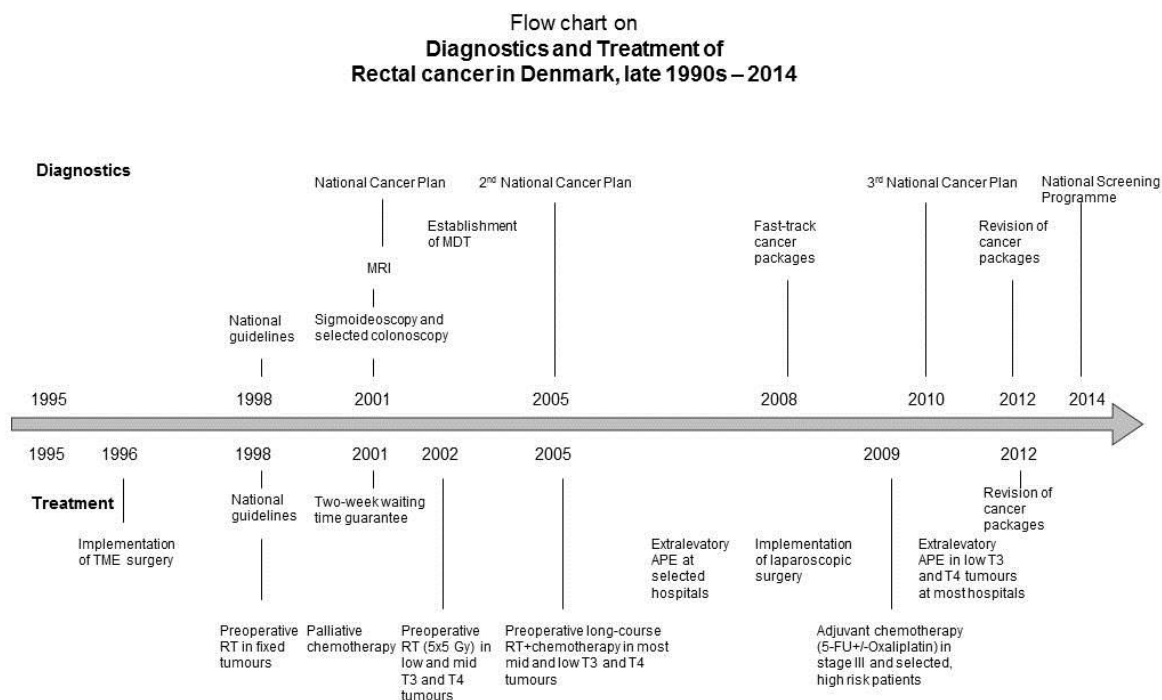 Flow chart on
Diagnostics and Treatment of
Rectal cancer in Denmark, late 1990s – 2014
Diagnostics
National Cancer Plan
2nd National Cancer Plan
3rd National Cancer Plan
National Screening
Programme
Establishment
of MDT
Fast-track
cancer
packages
Revision of
cancer
packages
MRI
National
guidelines
Sigmoideoscopy and
selected colonoscopy
1995
1998
2001
2005
2008
2010
2012
2014
1995
1996
1998
2001
2002
2005
2009
2012
Treatment
National
guidelines
Two-week waiting
time guarantee
Revision of
cancer
packages
Implementation
of TME surgery
Extralevatory
APE at
selected
hospitals
Implementation
of laparoscopic
surgery
Extralevatory
APE in low T3
and T4 tumours
at most hospitals
Preoperative
RT in fixed
tumours
Palliative
chemotherapy
Preoperative
RT (5x5 Gy) in
low and mid
T3 and T4
tumours
Preoperative long-course
RT+chemotherapy in most
mid and low T3 and T4
tumours
Adjuvant chemotherapy
(5-FU+/-Oxaliplatin) in
stage III and selected,
high risk patients